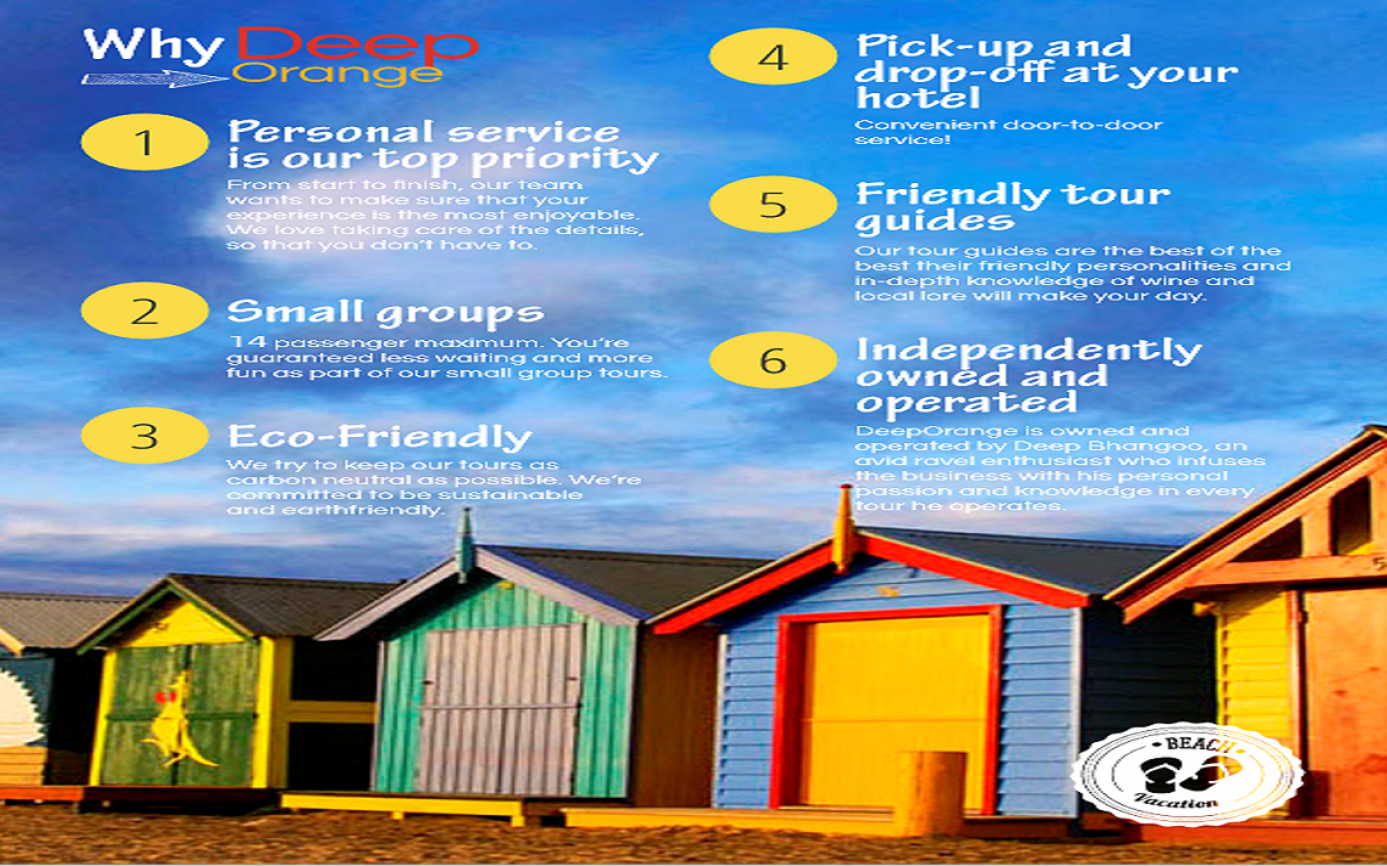 Why Deep
Orange
1
Personal service
is our top priority
From start to finish, our team
wants to make sure that your
experience is the most enjoyable.
We love taking care of the details,
so that you don't have to.
2
Small groups
14 passenger maximum. You're
guaranteed less waiting and more
fun as part of our small group tours.
3
Eco-Friendly
We try to keep our tours as
carbon neutral as possible. We're
committed to be sustainable
and earthfriendly.
4
Pick-up and
drop-off at your
hotel
Convenient door-to-door
service!
5
Friendly tour
guides
Our tour guides are the best of the
best their friendly personalities and
in-depth knowledge of wine and
local lore will make your day.
6
Independently
owned and
operated
DeepOrange is owned and
operated by Deep Bhangoo, an
avid ravel enthusiast who infuses
the business with his personal
passion and knowledge in every
tour he operates.
5
• BEACH •
Vacation